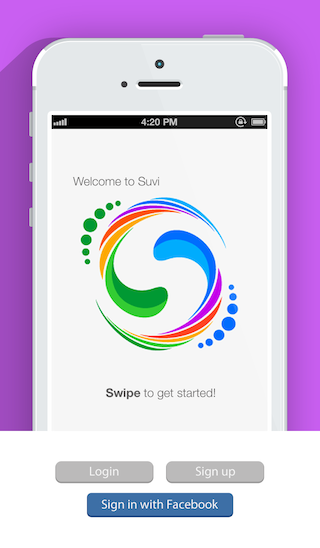 4:20 PM
Welcome to Suvi
Swipe to get started!
Login
Sign up
Sign in with Facebook